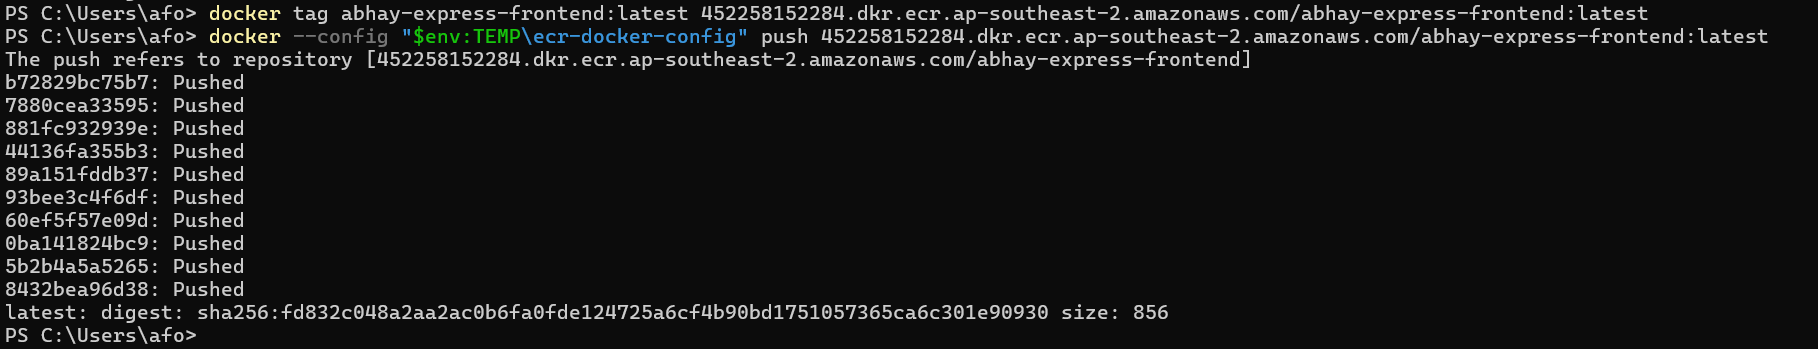 PS C:\Users\afo> docker tag abhay-express-frontend:latest 452258152284.dkr.ecr.ap-southeast-2.amazonaws.com/abhay-express-frontend:latest
PS C:\Users\afo> docker --config "$env:TEMP\ecr-docker-config" push 452258152284.dkr.ecr.ap-southeast-2.amazonaws.com/abhay-express-frontend:latest
The push refers to repository [452258152284.dkr.ecr.ap-southeast-2.amazonaws.com/abhay-express-frontend]
b72829bc75b7: Pushed
7880cea33595: Pushed
881fc932939e: Pushed
44136fa355b3: Pushed
89a151fddb37: Pushed
93bee3c4f6df: Pushed
60ef5f57e09d: Pushed
0ba141824bc9: Pushed
5b2b4a5a5265: Pushed
8432bea96d38: Pushed
latest: digest: sha256:fd832c048a2aa2ac0b6fa0fde124725a6cf4b90bd1751057365ca6c301e90930 size: 856
PS C:\Users\afo>